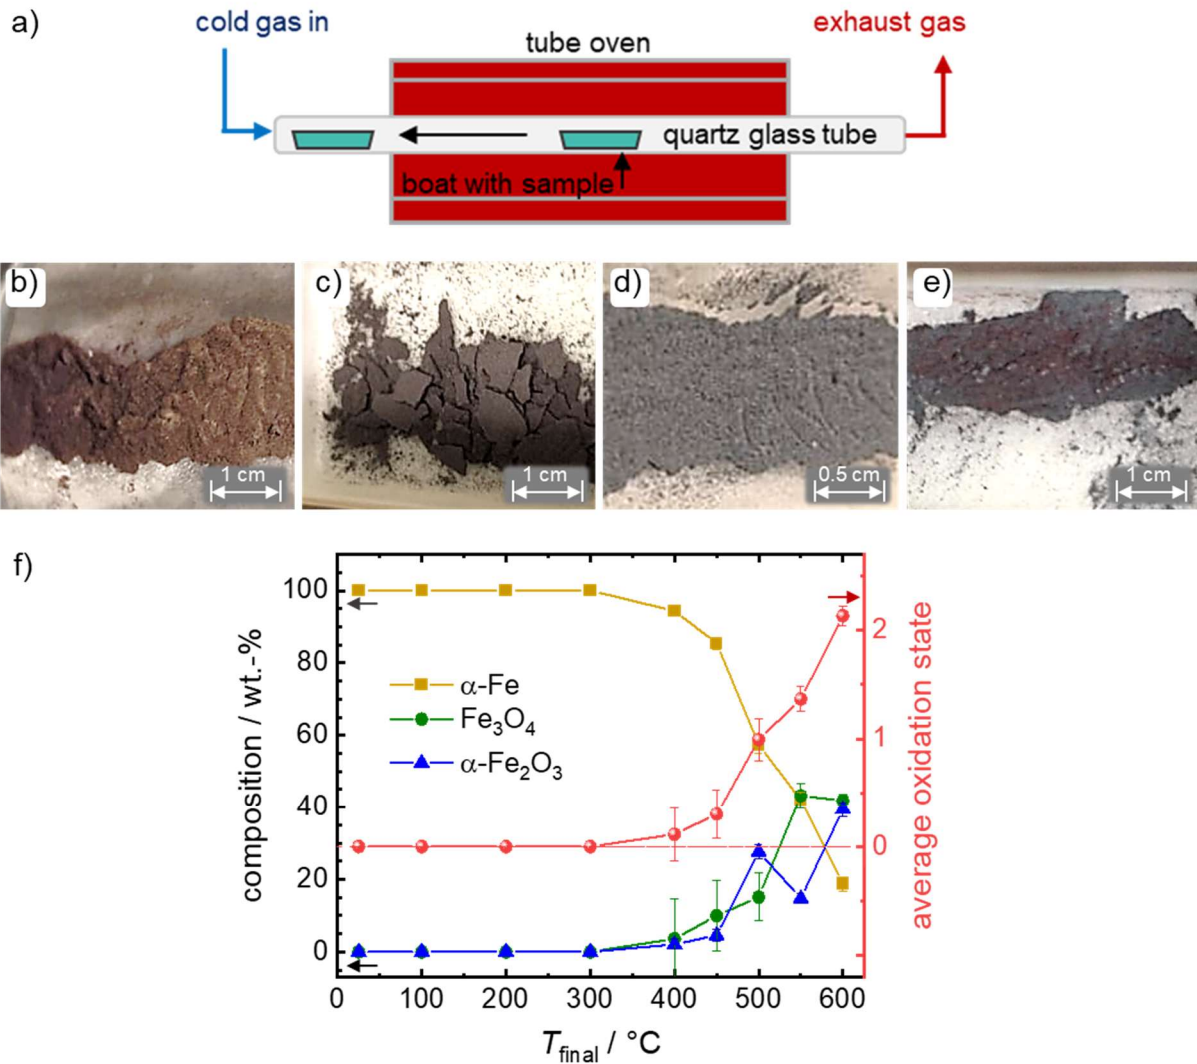 a)
cold gas in
exhaust gas
tube oven
quartz glass tube
boat with sample
b)
c)
d)
e)
1 cm
1 cm
0.5 cm
1 cm
f)
100
80
60
40
20
0
composition / wt.-%
α-Fe
Fe₃O₄
α-Fe₂O₃
2
1
0
average oxidation state
0
100
200
300
400
500
600
T_final / °C